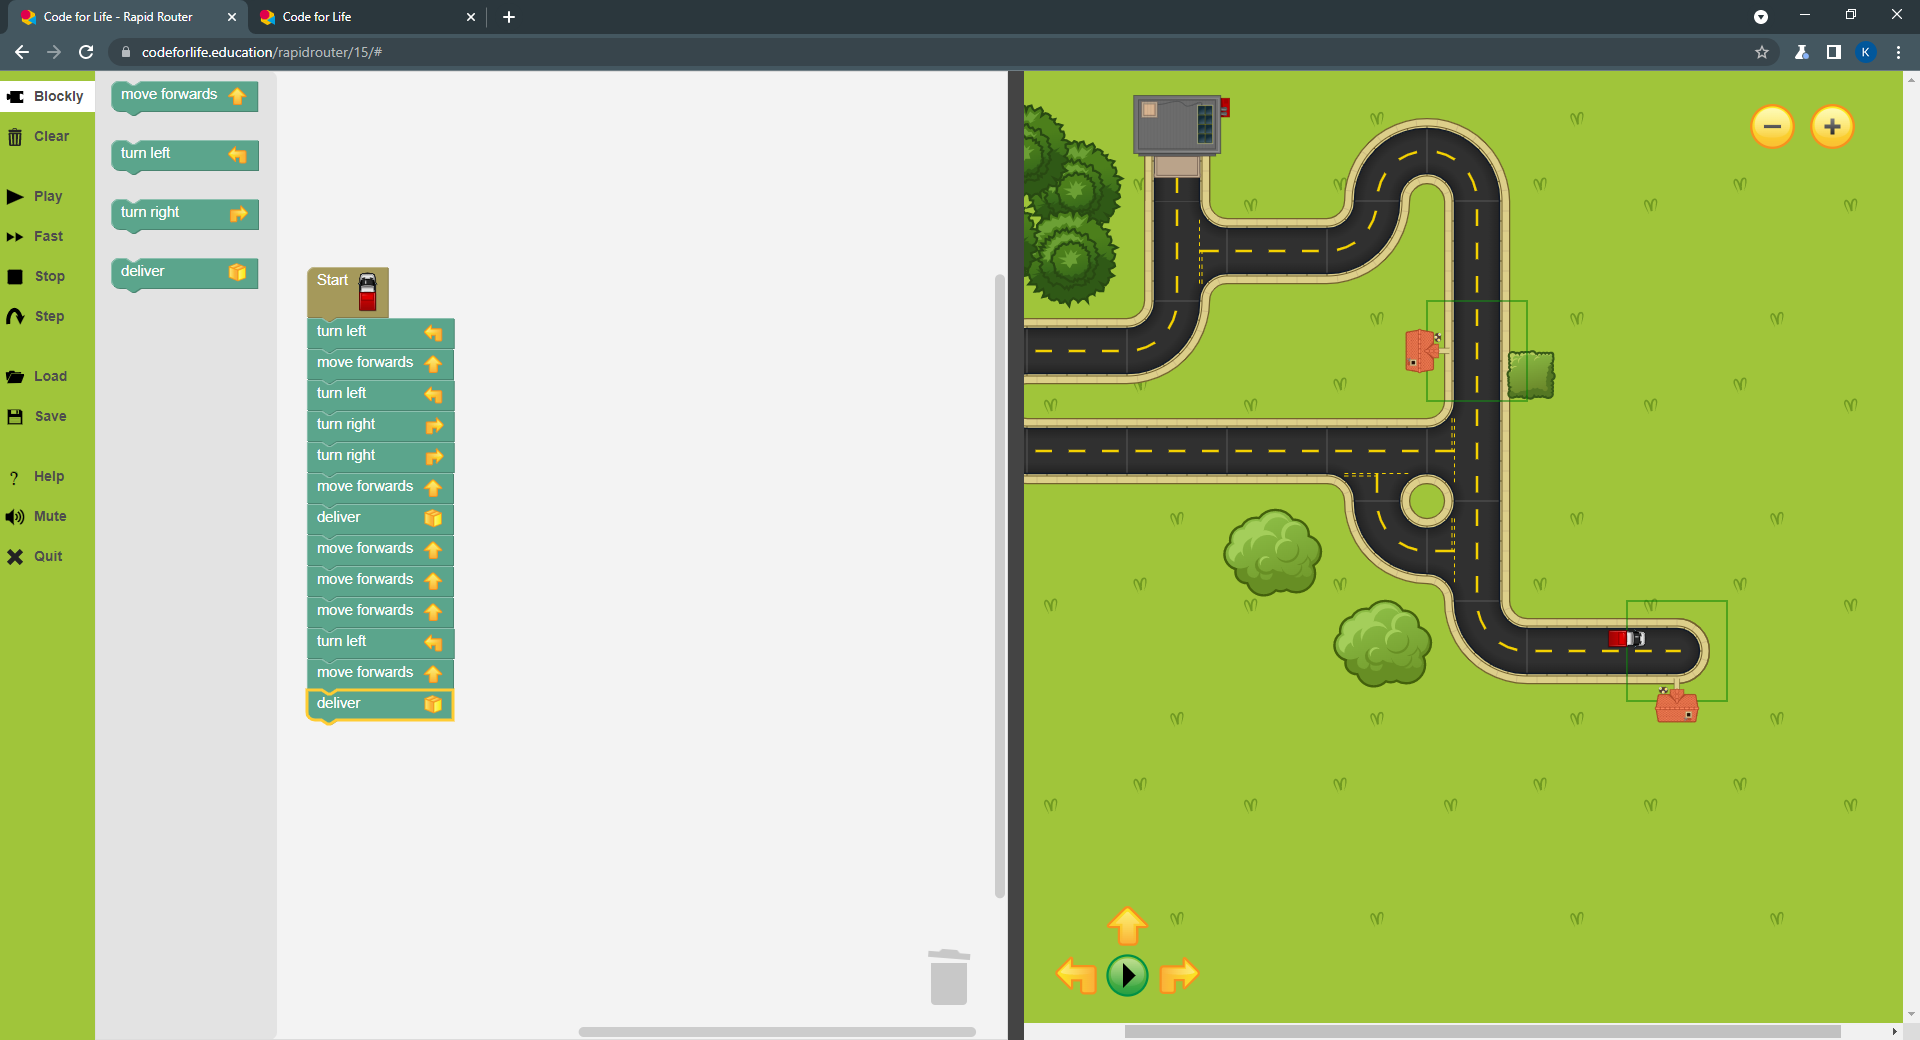 Code for Life - Rapid Router
Code for Life
codeforlife.education/rapidrouter/15/#
K
Blockly
Clear
Play
Fast
Stop
Step
Load
Save
? Help
Mute
Quit
move forwards
turn left
turn right
deliver
Start
turn left
move forwards
turn left
turn right
turn right
move forwards
deliver
move forwards
move forwards
move forwards
turn left
move forwards
deliver